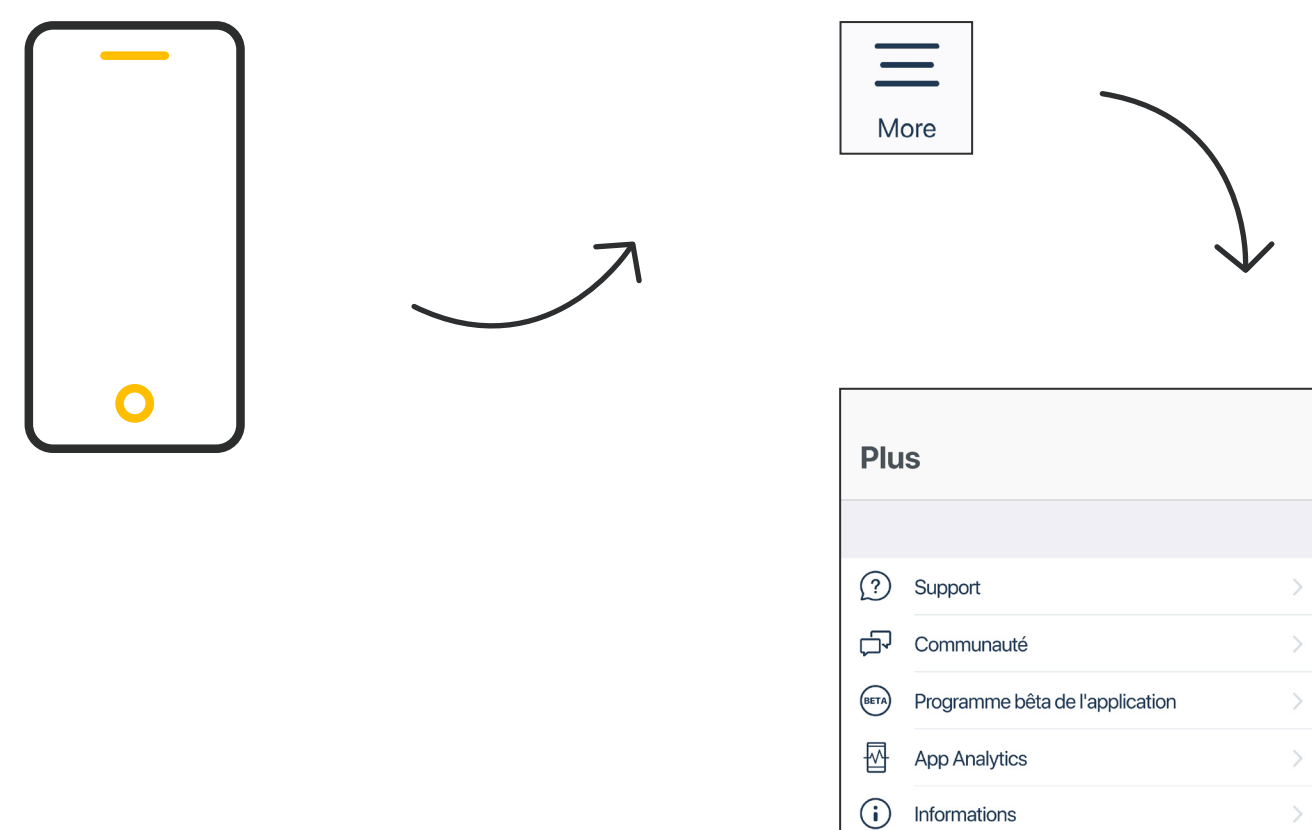 More
Plus
Support
Communauté
BETA
Programme bêta de l'application
App Analytics
Informations